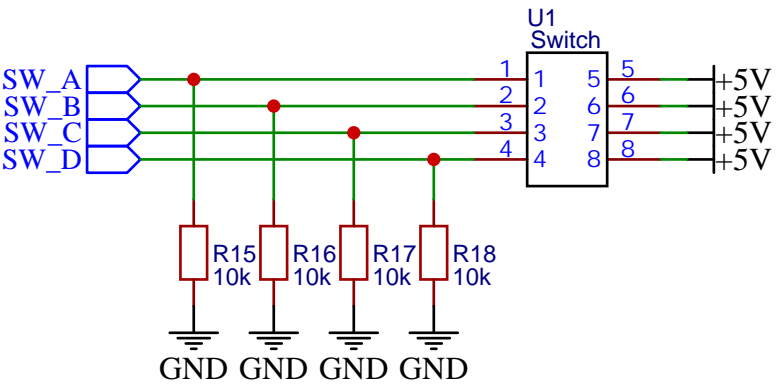 U1
Switch
SW_A 1 1 5 5 +5V
SW_B 2 2 6 6 +5V
SW_C 3 3 7 7 +5V
SW_D 4 4 8 8 +5V
R15 R16 R17 R18
10k 10k 10k 10k
GND GND GND GND